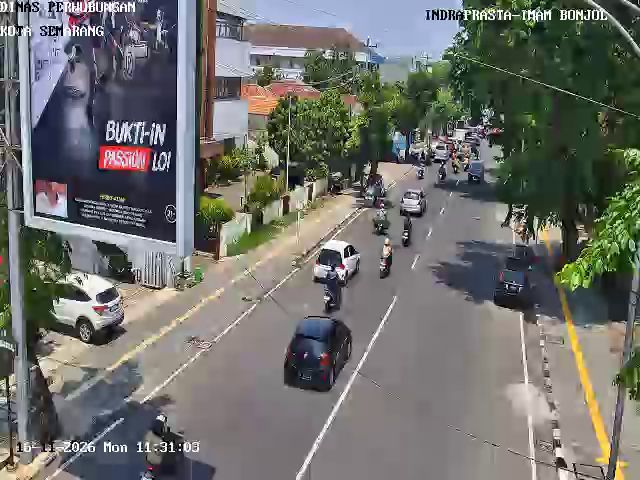 DINAS PERHUBUNGAN
KOTA SEMARANG
INDRAPRASTA-IMAM BONJOL
BUKTI-IN
PASSION LO!
16-11-2026 Mon 11:31:03